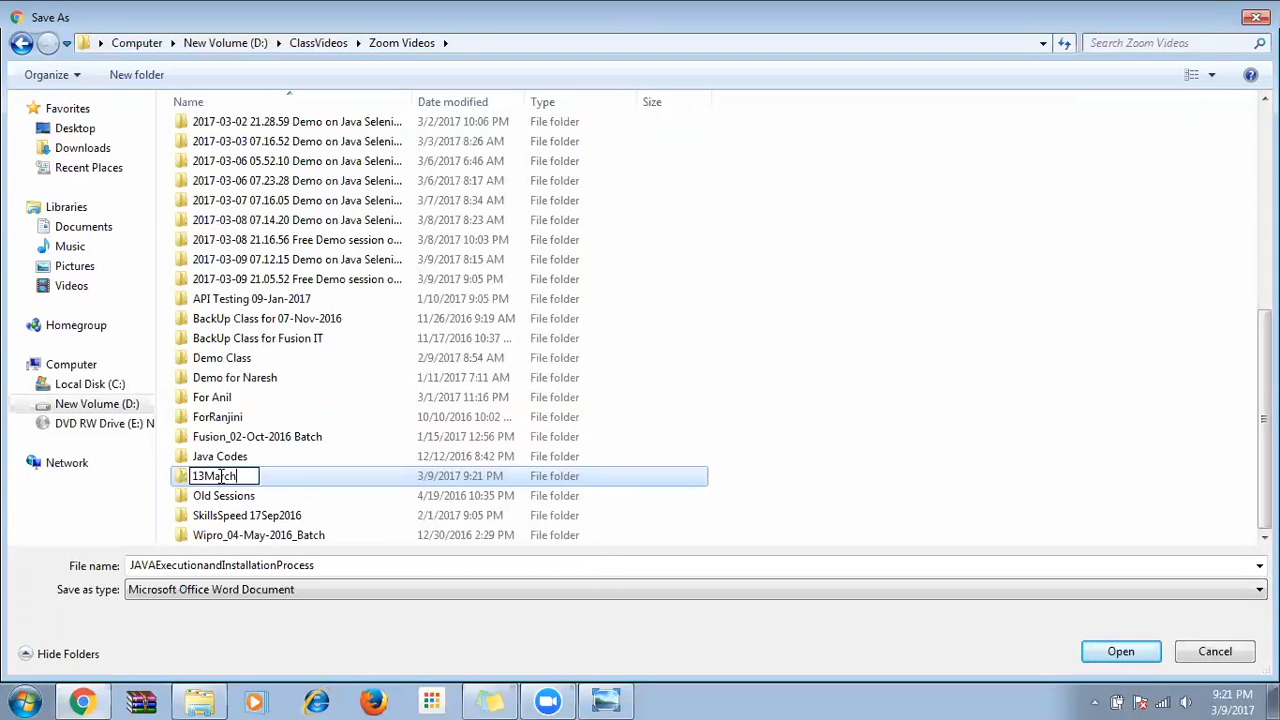 Save As
Computer New Volume (D:) ClassVideos Zoom Videos Search Zoom Videos
Organize New folder
Name Date modified Type Size
Favorites
Desktop
Downloads
Recent Places
Libraries
Documents
Music
Pictures
Videos
Homegroup
Computer
Local Disk (C:)
New Volume (D:)
DVD RW Drive (E:) N
Network
2017-03-02 21.28.59 Demo on Java Seleni... 3/2/2017 10:06 PM File folder
2017-03-03 07.16.52 Demo on Java Seleni... 3/3/2017 8:26 AM File folder
2017-03-06 05.52.10 Demo on Java Seleni... 3/6/2017 6:46 AM File folder
2017-03-06 07.23.28 Demo on Java Seleni... 3/6/2017 8:17 AM File folder
2017-03-07 07.16.05 Demo on Java Seleni... 3/7/2017 8:34 AM File folder
2017-03-08 07.14.20 Demo on Java Seleni... 3/8/2017 8:23 AM File folder
2017-03-08 21.16.56 Free Demo session o... 3/8/2017 10:03 PM File folder
2017-03-09 07.12.15 Demo on Java Seleni... 3/9/2017 8:15 AM File folder
2017-03-09 21.05.52 Free Demo session o... 3/9/2017 9:05 PM File folder
API Testing 09-Jan-2017 1/10/2017 9:05 PM File folder
BackUp Class for 07-Nov-2016 11/26/2016 9:19 AM File folder
BackUp Class for Fusion IT 11/17/2016 10:37 ... File folder
Demo Class 2/9/2017 8:54 AM File folder
Demo for Naresh 1/11/2017 7:11 AM File folder
For Anil 3/1/2017 11:16 PM File folder
ForRanjini 10/10/2016 10:02 ... File folder
Fusion_02-Oct-2016 Batch 1/15/2017 12:56 PM File folder
Java Codes 12/12/2016 8:42 PM File folder
13March 3/9/2017 9:21 PM File folder
Old Sessions 4/19/2016 10:35 PM File folder
SkillsSpeed 17Sep2016 2/1/2017 9:05 PM File folder
Wipro_04-May-2016_Batch 12/30/2016 2:29 PM File folder
File name: JAVAExecutionandInstallationProcess
Save as type: Microsoft Office Word Document
Hide Folders Open Cancel
9:21 PM
3/9/2017